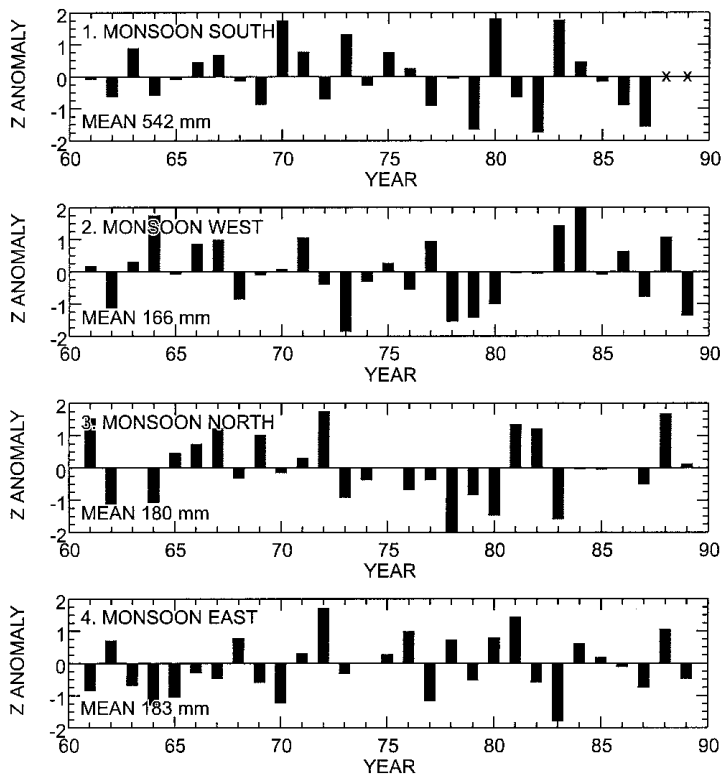 Z ANOMALY
2
1
0
-1
-2
1. MONSOON SOUTH
x x
MEAN 542 mm
60 65 70 75 80 85 90
YEAR
Z ANOMALY
2
1
0
-1
-2
2. MONSOON WEST
MEAN 166 mm
60 65 70 75 80 85 90
YEAR
Z ANOMALY
2
1
0
-1
-2
3. MONSOON NORTH
MEAN 180 mm
60 65 70 75 80 85 90
YEAR
Z ANOMALY
2
1
0
-1
-2
4. MONSOON EAST
MEAN 183 mm
60 65 70 75 80 85 90
YEAR